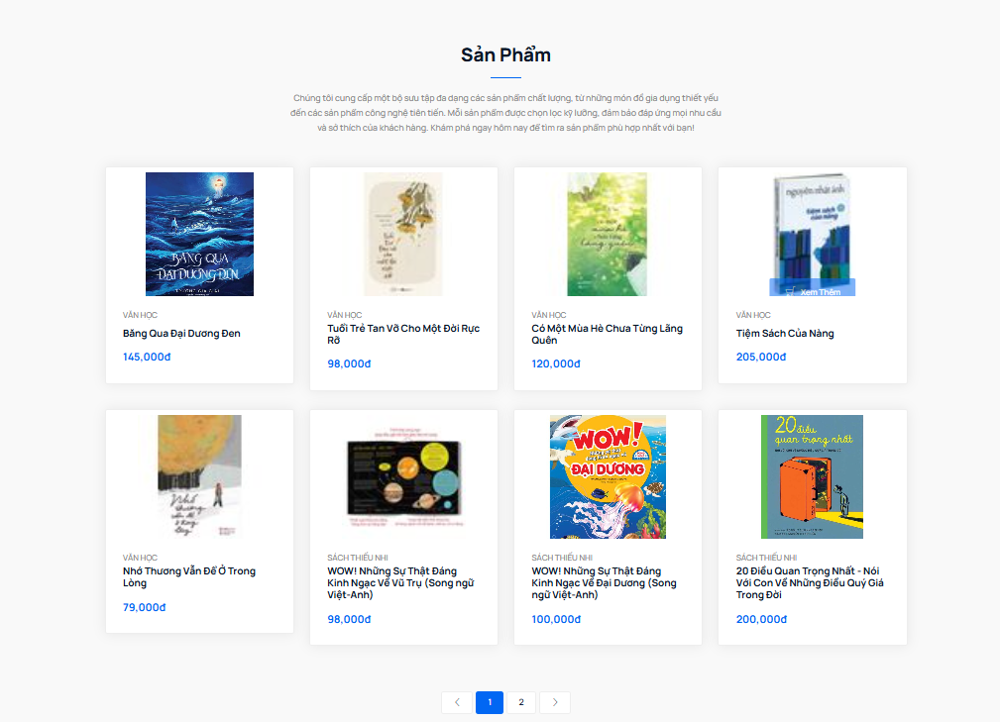 Sản Phẩm
Chúng tôi cung cấp một bộ sưu tập đa dạng các sản phẩm chất lượng, từ những món đồ gia dụng thiết yếu
đến các sản phẩm công nghệ tiên tiến. Mỗi sản phẩm được chọn lọc kỹ lưỡng, đảm bảo đáp ứng mọi nhu cầu
và sở thích của khách hàng. Khám phá ngay hôm nay để tìm ra sản phẩm phù hợp nhất với bạn!
BĂNG QUA
ĐẠI DƯƠNG ĐEN
VĂN HỌC
Băng Qua Đại Dương Đen
145,000đ
VĂN HỌC
Tuổi Trẻ Tan Vỡ Cho Một Đời Rực
Rỡ
98,000đ
VĂN HỌC
Có Một Mùa Hè Chưa Từng Lãng
Quên
120,000đ
nguyễn nhật ánh
tiệm sách
của nàng
Xem Thêm
VĂN HỌC
Tiệm Sách Của Nàng
205,000đ
Nhớ
thương
vẫn để
ở trong
lòng
VĂN HỌC
Nhớ Thương Vẫn Để Ở Trong
Lòng
79,000đ
SÁCH THIẾU NHI
WOW! Những Sự Thật Đáng
Kinh Ngạc Về Vũ Trụ (Song ngữ
Việt-Anh)
98,000đ
WOW!
ĐẠI DƯƠNG
SÁCH THIẾU NHI
WOW! Những Sự Thật Đáng
Kinh Ngạc Về Đại Dương (Song
ngữ Việt-Anh)
100,000đ
20 điều
quan trọng nhất
SÁCH THIẾU NHI
20 Điều Quan Trọng Nhất - Nói
Với Con Về Những Điều Quý Giá
Trong Đời
200,000đ
1
2